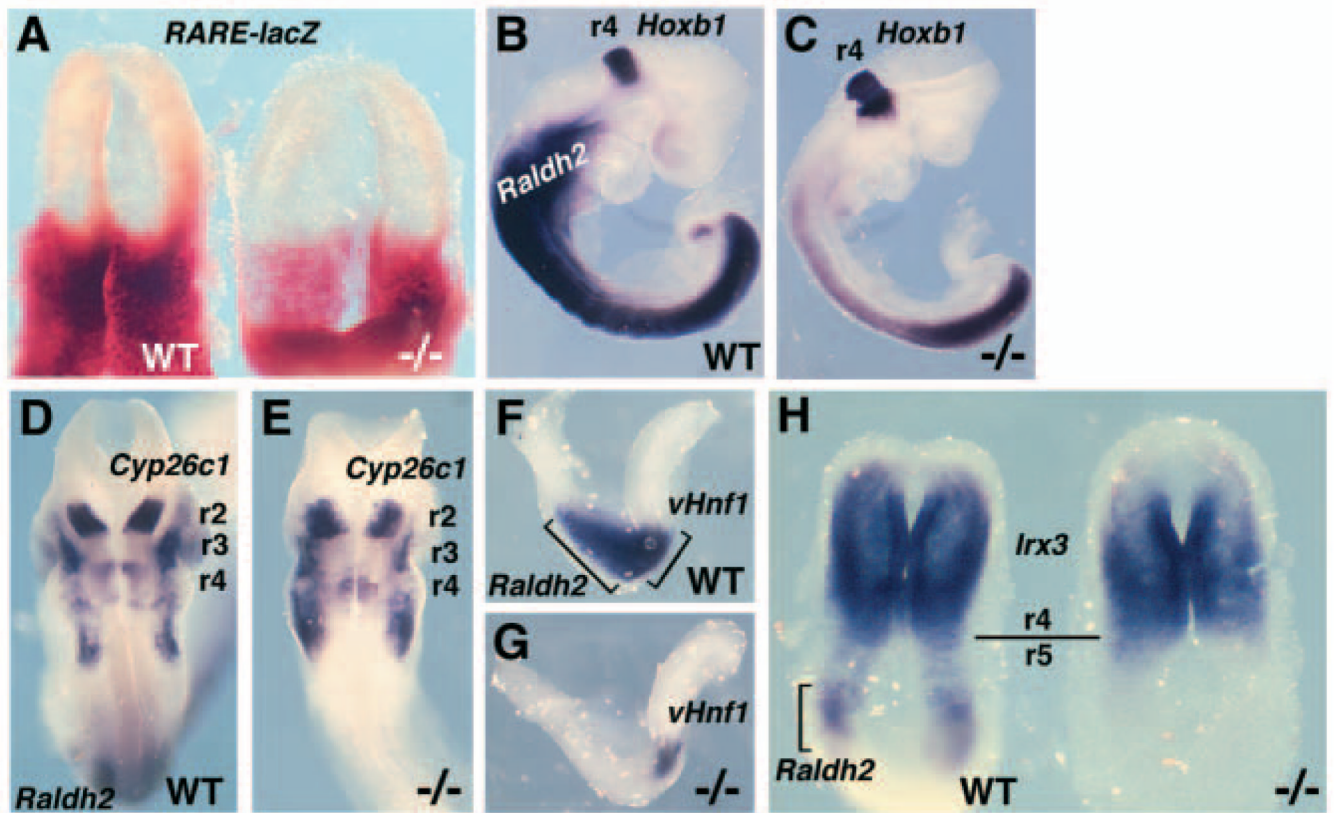 A RARE-lacZ
WT -/-
B r4 Hoxb1
Raldh2
WT
C r4 Hoxb1
-/-
D Cyp26c1
r2
r3
r4
Raldh2 WT
E Cyp26c1
r2
r3
r4
-/-
F vHnf1
Raldh2 WT
G vHnf1
-/-
H Irx3
r4
r5
Raldh2
WT -/-